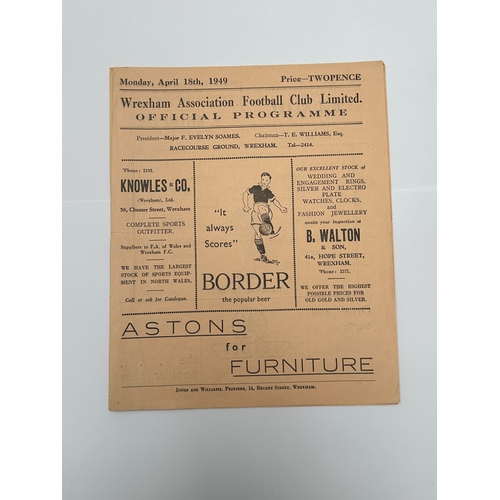 Monday, April 18th, 1949 Price—TWOPENCE
Wrexham Association Football Club Limited.
OFFICIAL PROGRAMME
President—Major F. EVELYN SOAMES. Chairman—T. E. WILLIAMS, Esq.
RACECOURSE GROUND, WREXHAM. Tel—2414.
'Phone: 2103.
KNOWLES & CO.
(Wrexham), Ltd.
56, Chester Street, Wrexham
COMPLETE SPORTS
OUTFITTER.
Suppliers to F.A. of Wales and
Wrexham F.C.
WE HAVE THE LARGEST
STOCK OF SPORTS EQUIP-
MENT IN NORTH WALES,
Call or ask for Catalogue.
"It
always
Scores"
BORDER
the popular beer
OUR EXCELLENT STOCK of
WEDDING AND
ENGAGEMENT RINGS,
SILVER AND ELECTRO
PLATE
WATCHES, CLOCKS,
and
FASHION JEWELLERY
awaits your inspection at
B. WALTON
& SON,
41a, HOPE STREET,
WREXHAM.
WE OFFER THE HIGHEST
POSSIBLE PRICES FOR
OLD GOLD AND SILVER.
ASTONS
for
FURNITURE
Jones and Williams, Printers, 14, Regent Street, Wrexham.